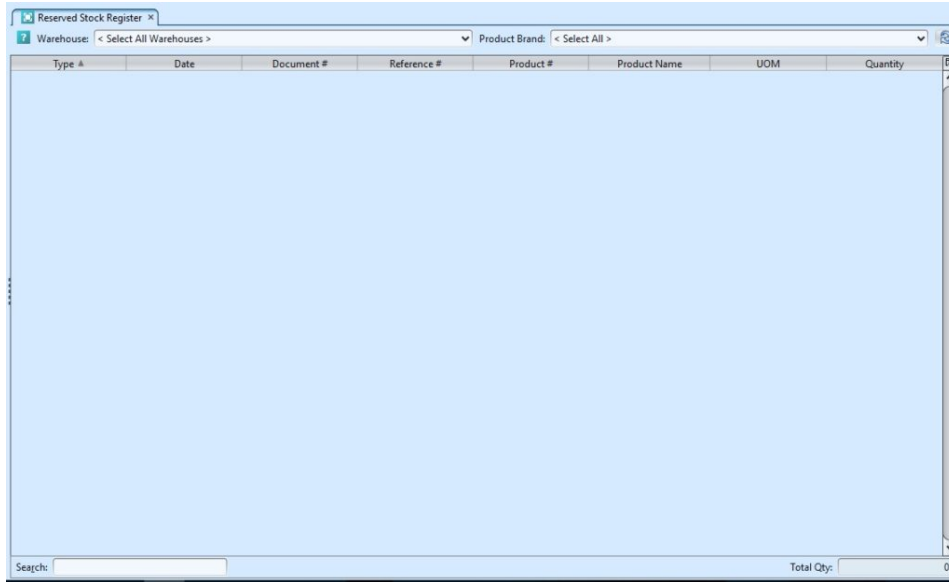 Reserved Stock Register ×
? Warehouse: < Select All Warehouses > Product Brand: < Select All >
Type Date Document # Reference # Product # Product Name UOM Quantity
Search: Total Qty: